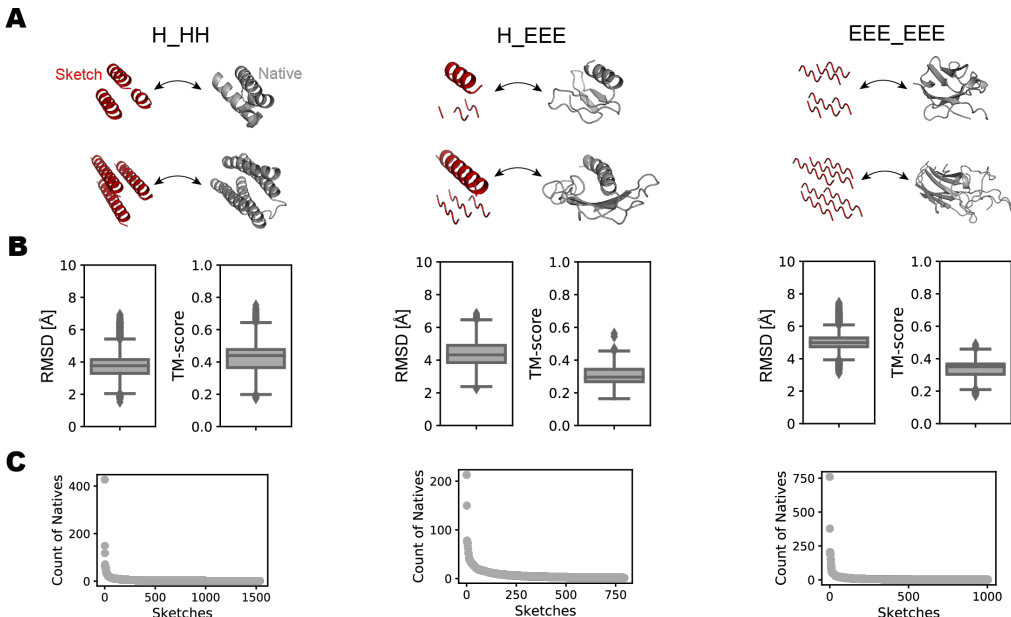 A
H_HH
H_EEE
EEE_EEE
Sketch
Native
B
RMSD [Å]
10
8
6
4
2
0
TM-score
1.0
0.8
0.6
0.4
0.2
0.0
RMSD [Å]
10
8
6
4
2
0
TM-score
1.0
0.8
0.6
0.4
0.2
0.0
RMSD [Å]
10
8
6
4
2
0
TM-score
1.0
0.8
0.6
0.4
0.2
0.0
C
Count of Natives
400
200
0
0 500 1000 1500
Sketches
Count of Natives
200
100
0
0 250 500 750
Sketches
Count of Natives
750
500
250
0
0 500 1000
Sketches